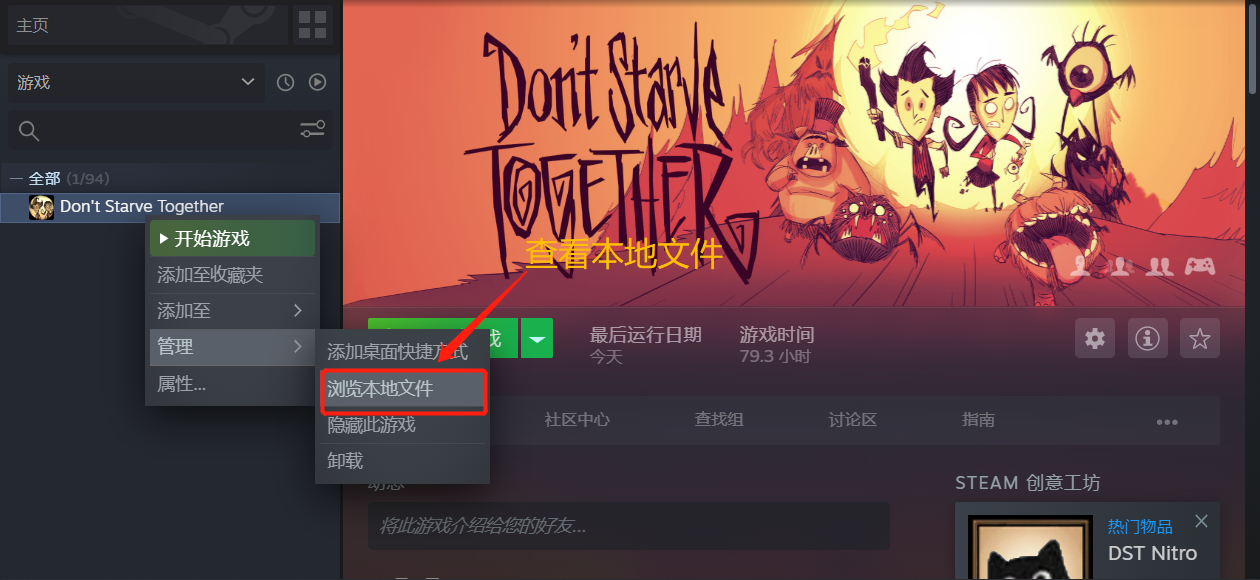 主页
游戏
全部 (1/94)
Don't Starve Together
开始游戏
添加至收藏夹
添加至
管理
属性...
添加桌面快捷方式
浏览本地文件
隐藏此游戏
卸载
Don't Starve
TOGETHER
查看本地文件
戏
最后运行日期
今天
游戏时间
79.3 小时
社区中心
查找组
讨论区
指南
动态
将此游戏介绍给您的好友...
STEAM 创意工坊
热门物品
DST Nitro